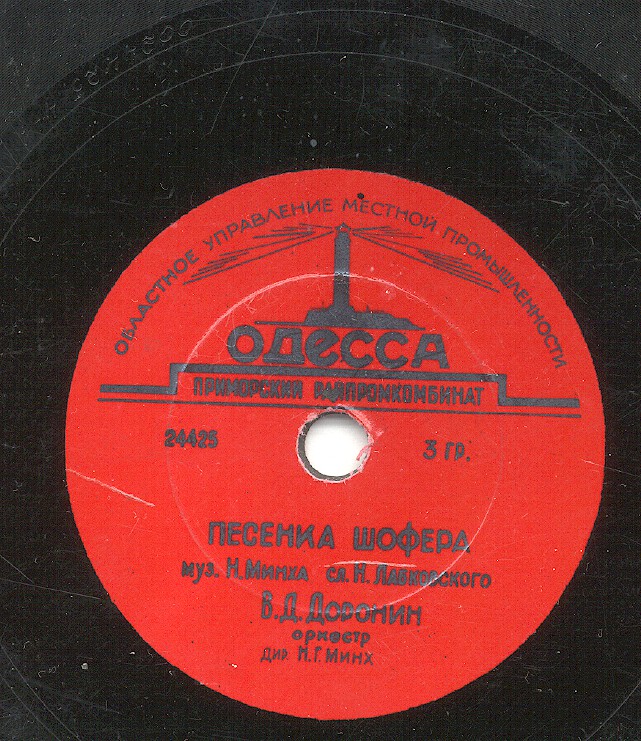 ОБЛАСТНОЕ УПРАВЛЕНИЕ МЕСТНОЙ ПРОМЫШЛЕННОСТИ
ОДЕССА
ПРИМОРСКИЙ РАЙПРОМКОМБИНАТ
24425 3 ГР.
ПЕСЕНКА ШОФЕРА
муз. Н. МИНХА сл. Н. ЛАБКОВСКОГО
В.Д. ДОРОНИН
оркестр
ДИР. Н.Г. МИНХ